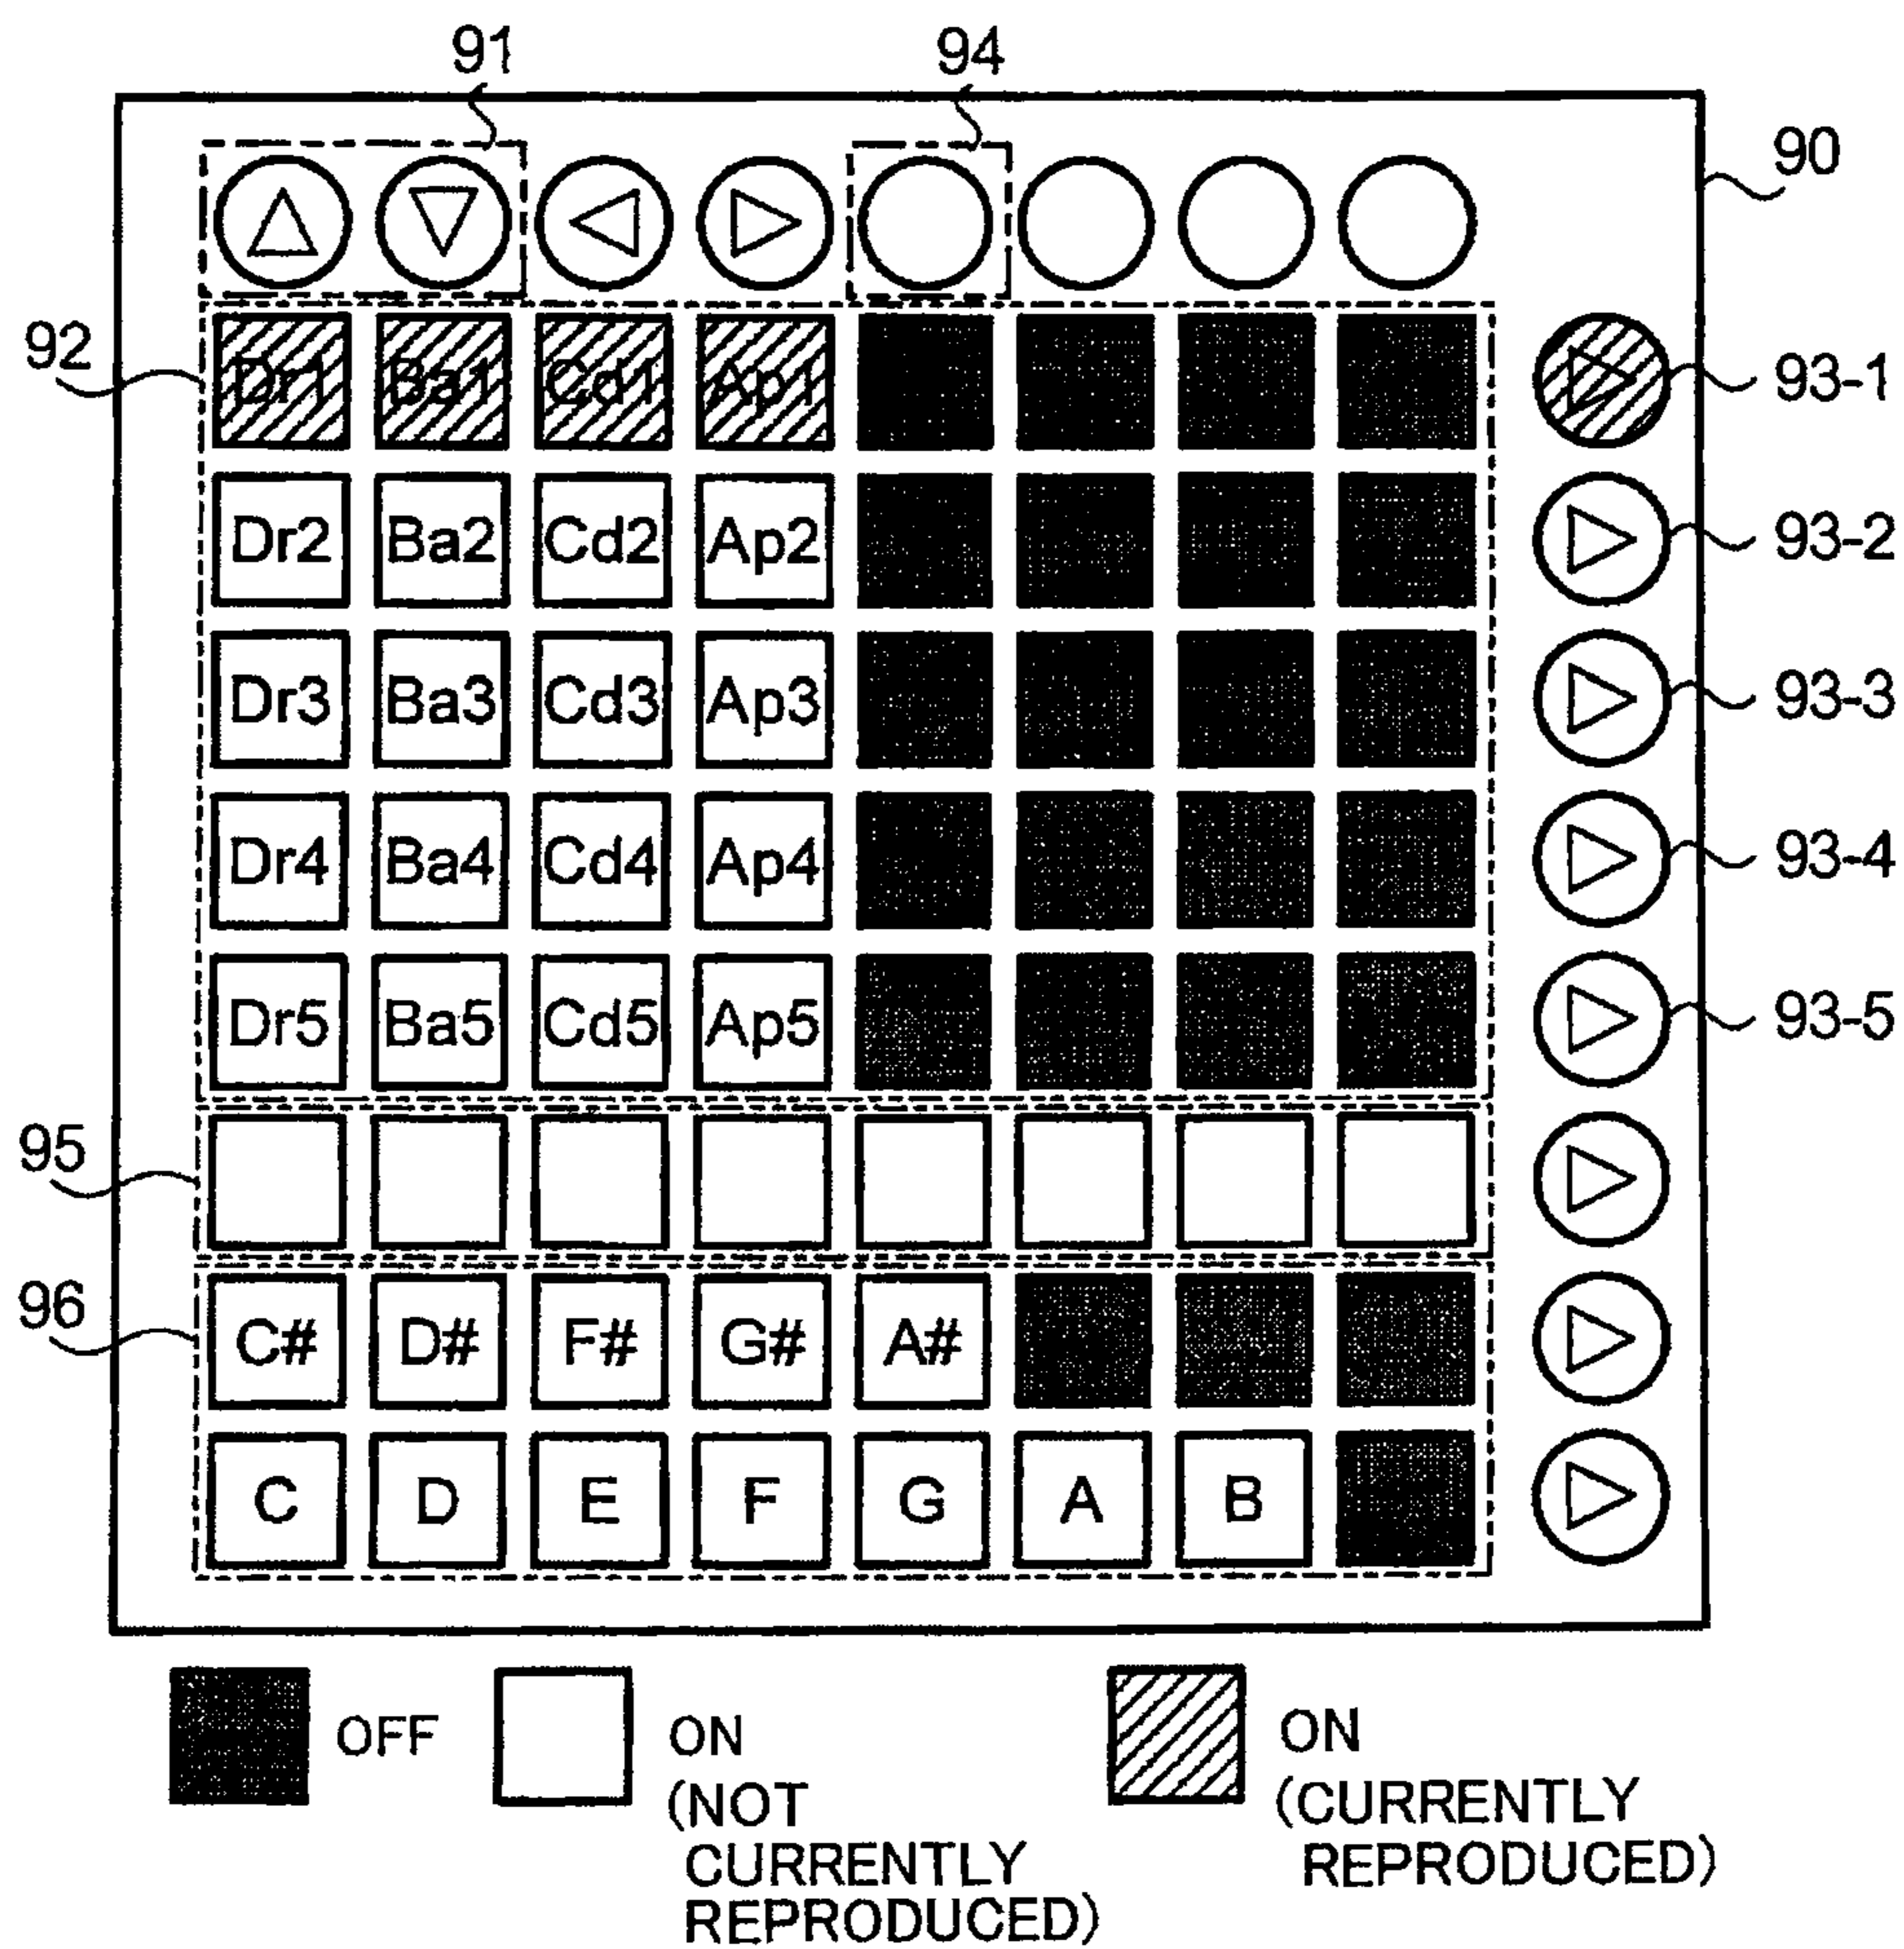 91 94
90
92 Dr1 Ba1 Cd1 Ap1 93-1
Dr2 Ba2 Cd2 Ap2 93-2
Dr3 Ba3 Cd3 Ap3 93-3
Dr4 Ba4 Cd4 Ap4 93-4
Dr5 Ba5 Cd5 Ap5 93-5
95
96 C# D# F# G# A#
C D E F G A B
OFF ON ON
(NOT (CURRENTLY
CURRENTLY REPRODUCED)
REPRODUCED)